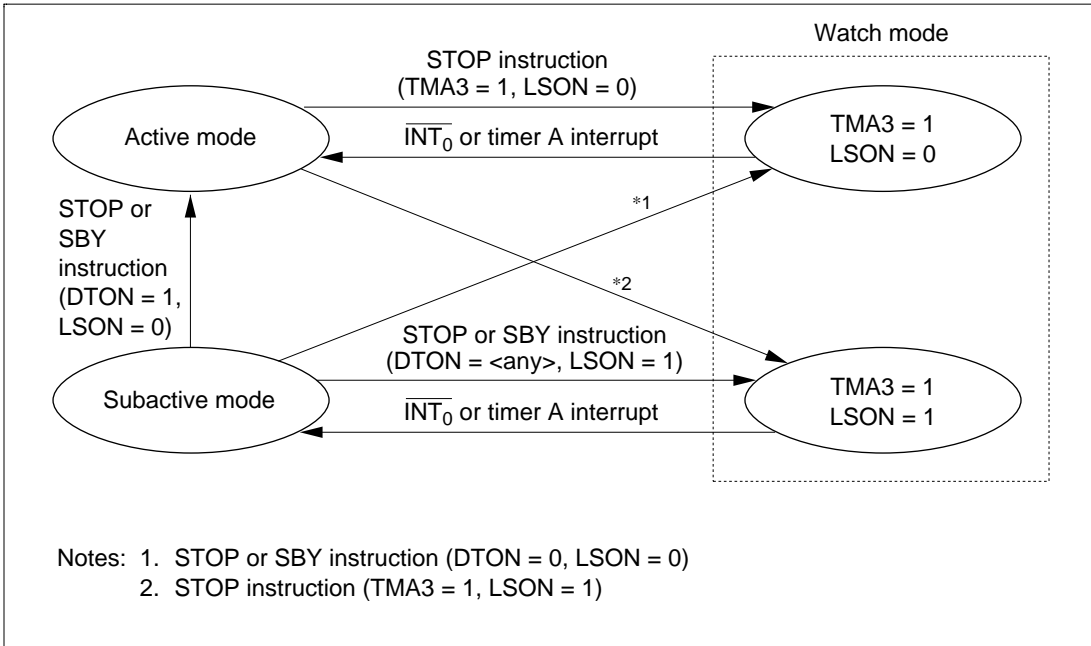 Watch mode
STOP instruction
(TMA3 = 1, LSON = 0)
Active mode
INT0 or timer A interrupt
TMA3 = 1
LSON = 0
*1
STOP or
SBY
instruction
(DTON = 1,
LSON = 0)
*2
STOP or SBY instruction
(DTON = <any>, LSON = 1)
Subactive mode
INT0 or timer A interrupt
TMA3 = 1
LSON = 1
Notes: 1. STOP or SBY instruction (DTON = 0, LSON = 0)
2. STOP instruction (TMA3 = 1, LSON = 1)